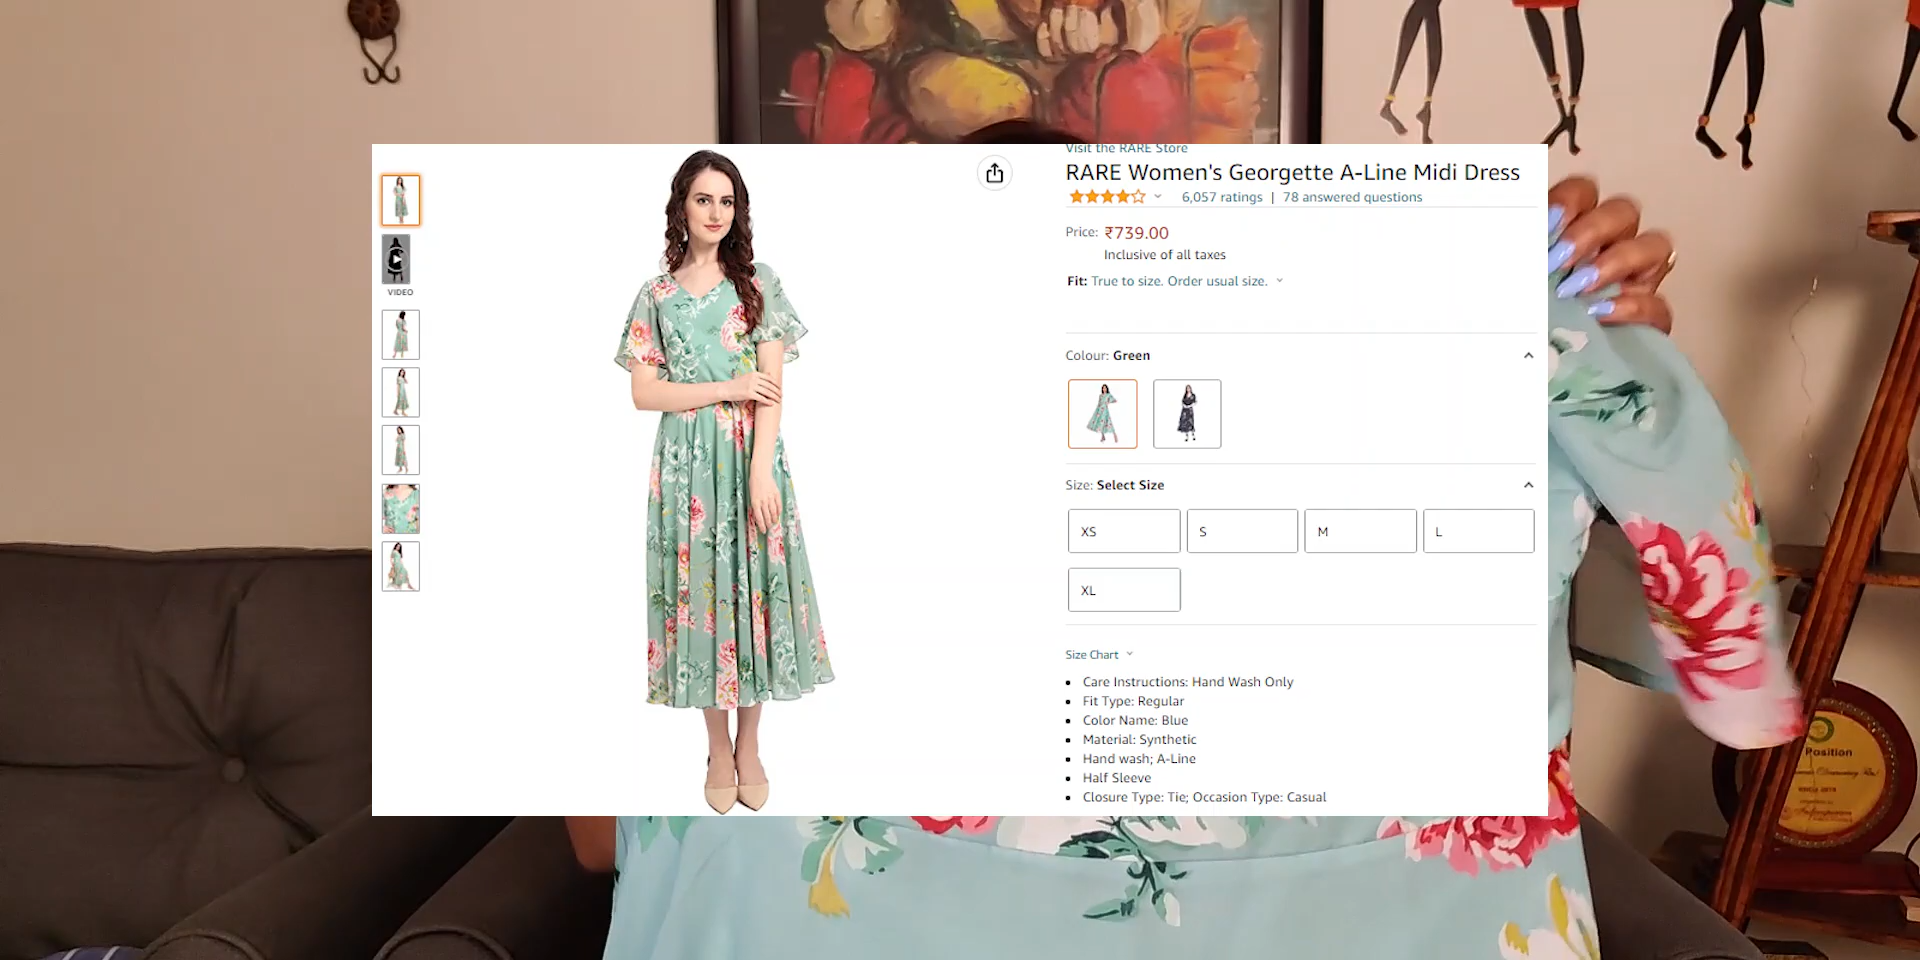 VIDEO
Visit the RARE Store
RARE Women's Georgette A-Line Midi Dress
6,057 ratings | 78 answered questions
Price: ₹739.00
Inclusive of all taxes
Fit: True to size. Order usual size.
Colour: Green
Size: Select Size
XS
S
M
L
XL
Size Chart
Care Instructions: Hand Wash Only
Fit Type: Regular
Color Name: Blue
Material: Synthetic
Hand wash; A-Line
Half Sleeve
Closure Type: Tie; Occasion Type: Casual
Position